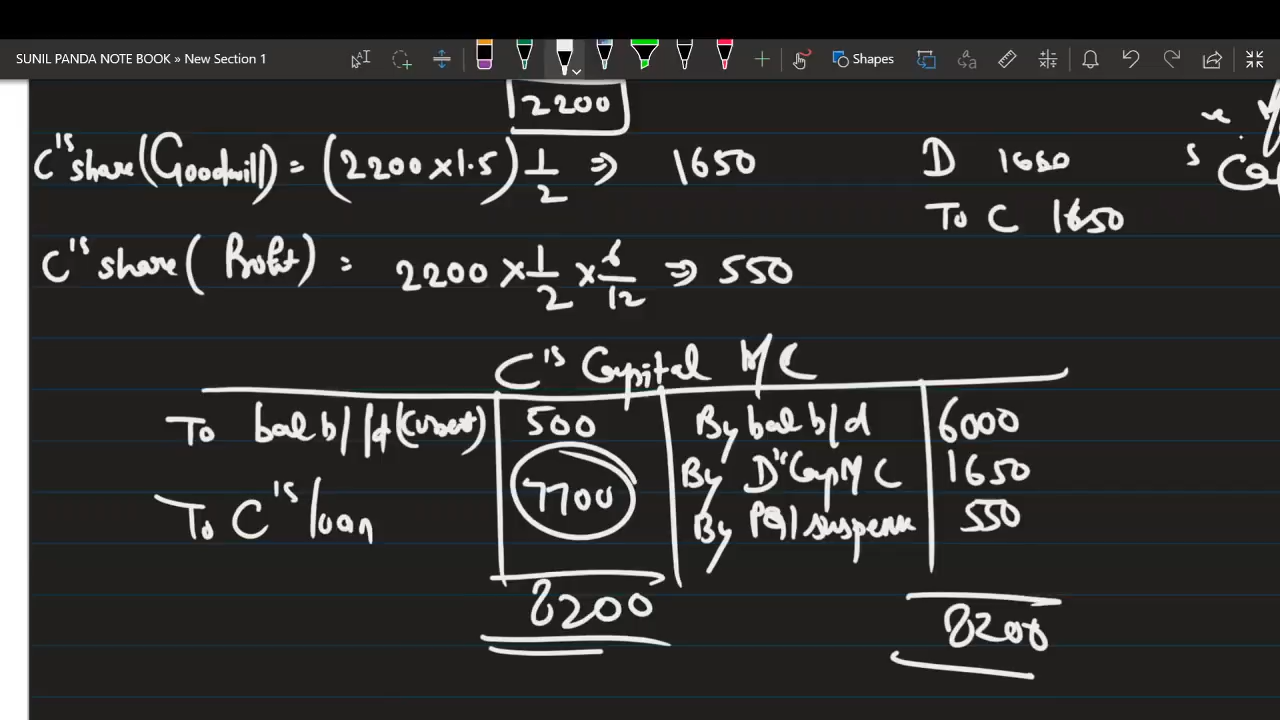 SUNIL PANDA NOTE BOOK » New Section 1
Shapes
2200
C's share (Goodwill) = (2200 × 1.5) 1/2 ⇒ 1650
D 1650
To C 1650
C's share (Profit) = 2200 × 1/2 × 6/12 ⇒ 550
C's Capital A/C
To bal b/d (Current) 500 By bal b/d 6000
By D's Cap A/C 1650
To C's loan 7700 By P&l suspense 550
8200 8200